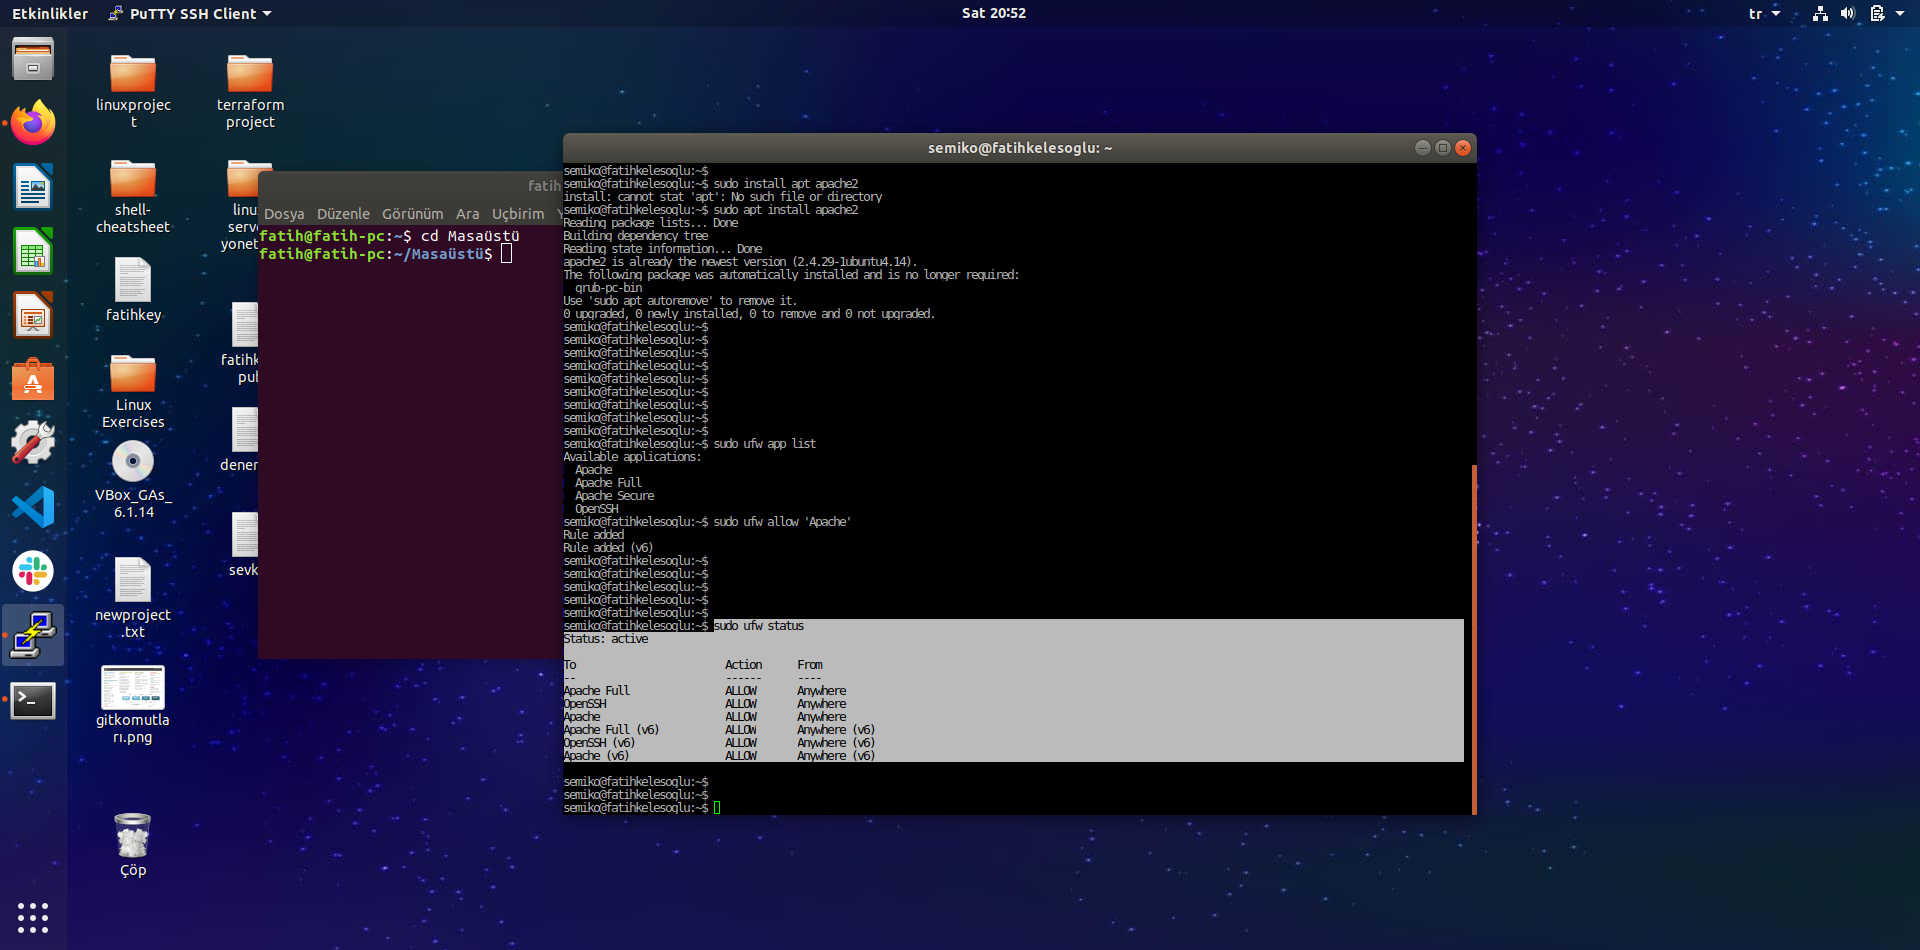 Etkinlikler
PuTTY SSH Client
Sat 20:52
tr
linuxprojec
t
terraform
project
shell-
cheatsheet
linu
serv
yonet
fatihkey
fatihk
pub
Linux
Exercises
dener
VBox_GAs_
6.1.14
sevk
newproject
.txt
gitkomutla
rı.png
Çöp
fatih
Dosya Düzenle Görünüm Ara Uçbirim Y
fatih@fatih-pc:~$ cd Masaüstü
fatih@fatih-pc:~/Masaüstü$
semiko@fatihkelesoglu: ~
semiko@fatihkelesoglu:~$
semiko@fatihkelesoglu:~$ sudo install apt apache2
install: cannot stat 'apt': No such file or directory
semiko@fatihkelesoglu:~$ sudo apt install apache2
Reading package lists... Done
Building dependency tree
Reading state information... Done
apache2 is already the newest version (2.4.29-1ubuntu4.14).
The following package was automatically installed and is no longer required:
  grub-pc-bin
Use 'sudo apt autoremove' to remove it.
0 upgraded, 0 newly installed, 0 to remove and 0 not upgraded.
semiko@fatihkelesoglu:~$
semiko@fatihkelesoglu:~$
semiko@fatihkelesoglu:~$
semiko@fatihkelesoglu:~$
semiko@fatihkelesoglu:~$
semiko@fatihkelesoglu:~$
semiko@fatihkelesoglu:~$
semiko@fatihkelesoglu:~$
semiko@fatihkelesoglu:~$
semiko@fatihkelesoglu:~$ sudo ufw app list
Available applications:
  Apache
  Apache Full
  Apache Secure
  OpenSSH
semiko@fatihkelesoglu:~$ sudo ufw allow 'Apache'
Rule added
Rule added (v6)
semiko@fatihkelesoglu:~$
semiko@fatihkelesoglu:~$
semiko@fatihkelesoglu:~$
semiko@fatihkelesoglu:~$
semiko@fatihkelesoglu:~$
semiko@fatihkelesoglu:~$ sudo ufw status
Status: active
To Action From
-- ------ ----
Apache Full ALLOW Anywhere
OpenSSH ALLOW Anywhere
Apache ALLOW Anywhere
Apache Full (v6) ALLOW Anywhere (v6)
OpenSSH (v6) ALLOW Anywhere (v6)
Apache (v6) ALLOW Anywhere (v6)
semiko@fatihkelesoglu:~$
semiko@fatihkelesoglu:~$
semiko@fatihkelesoglu:~$